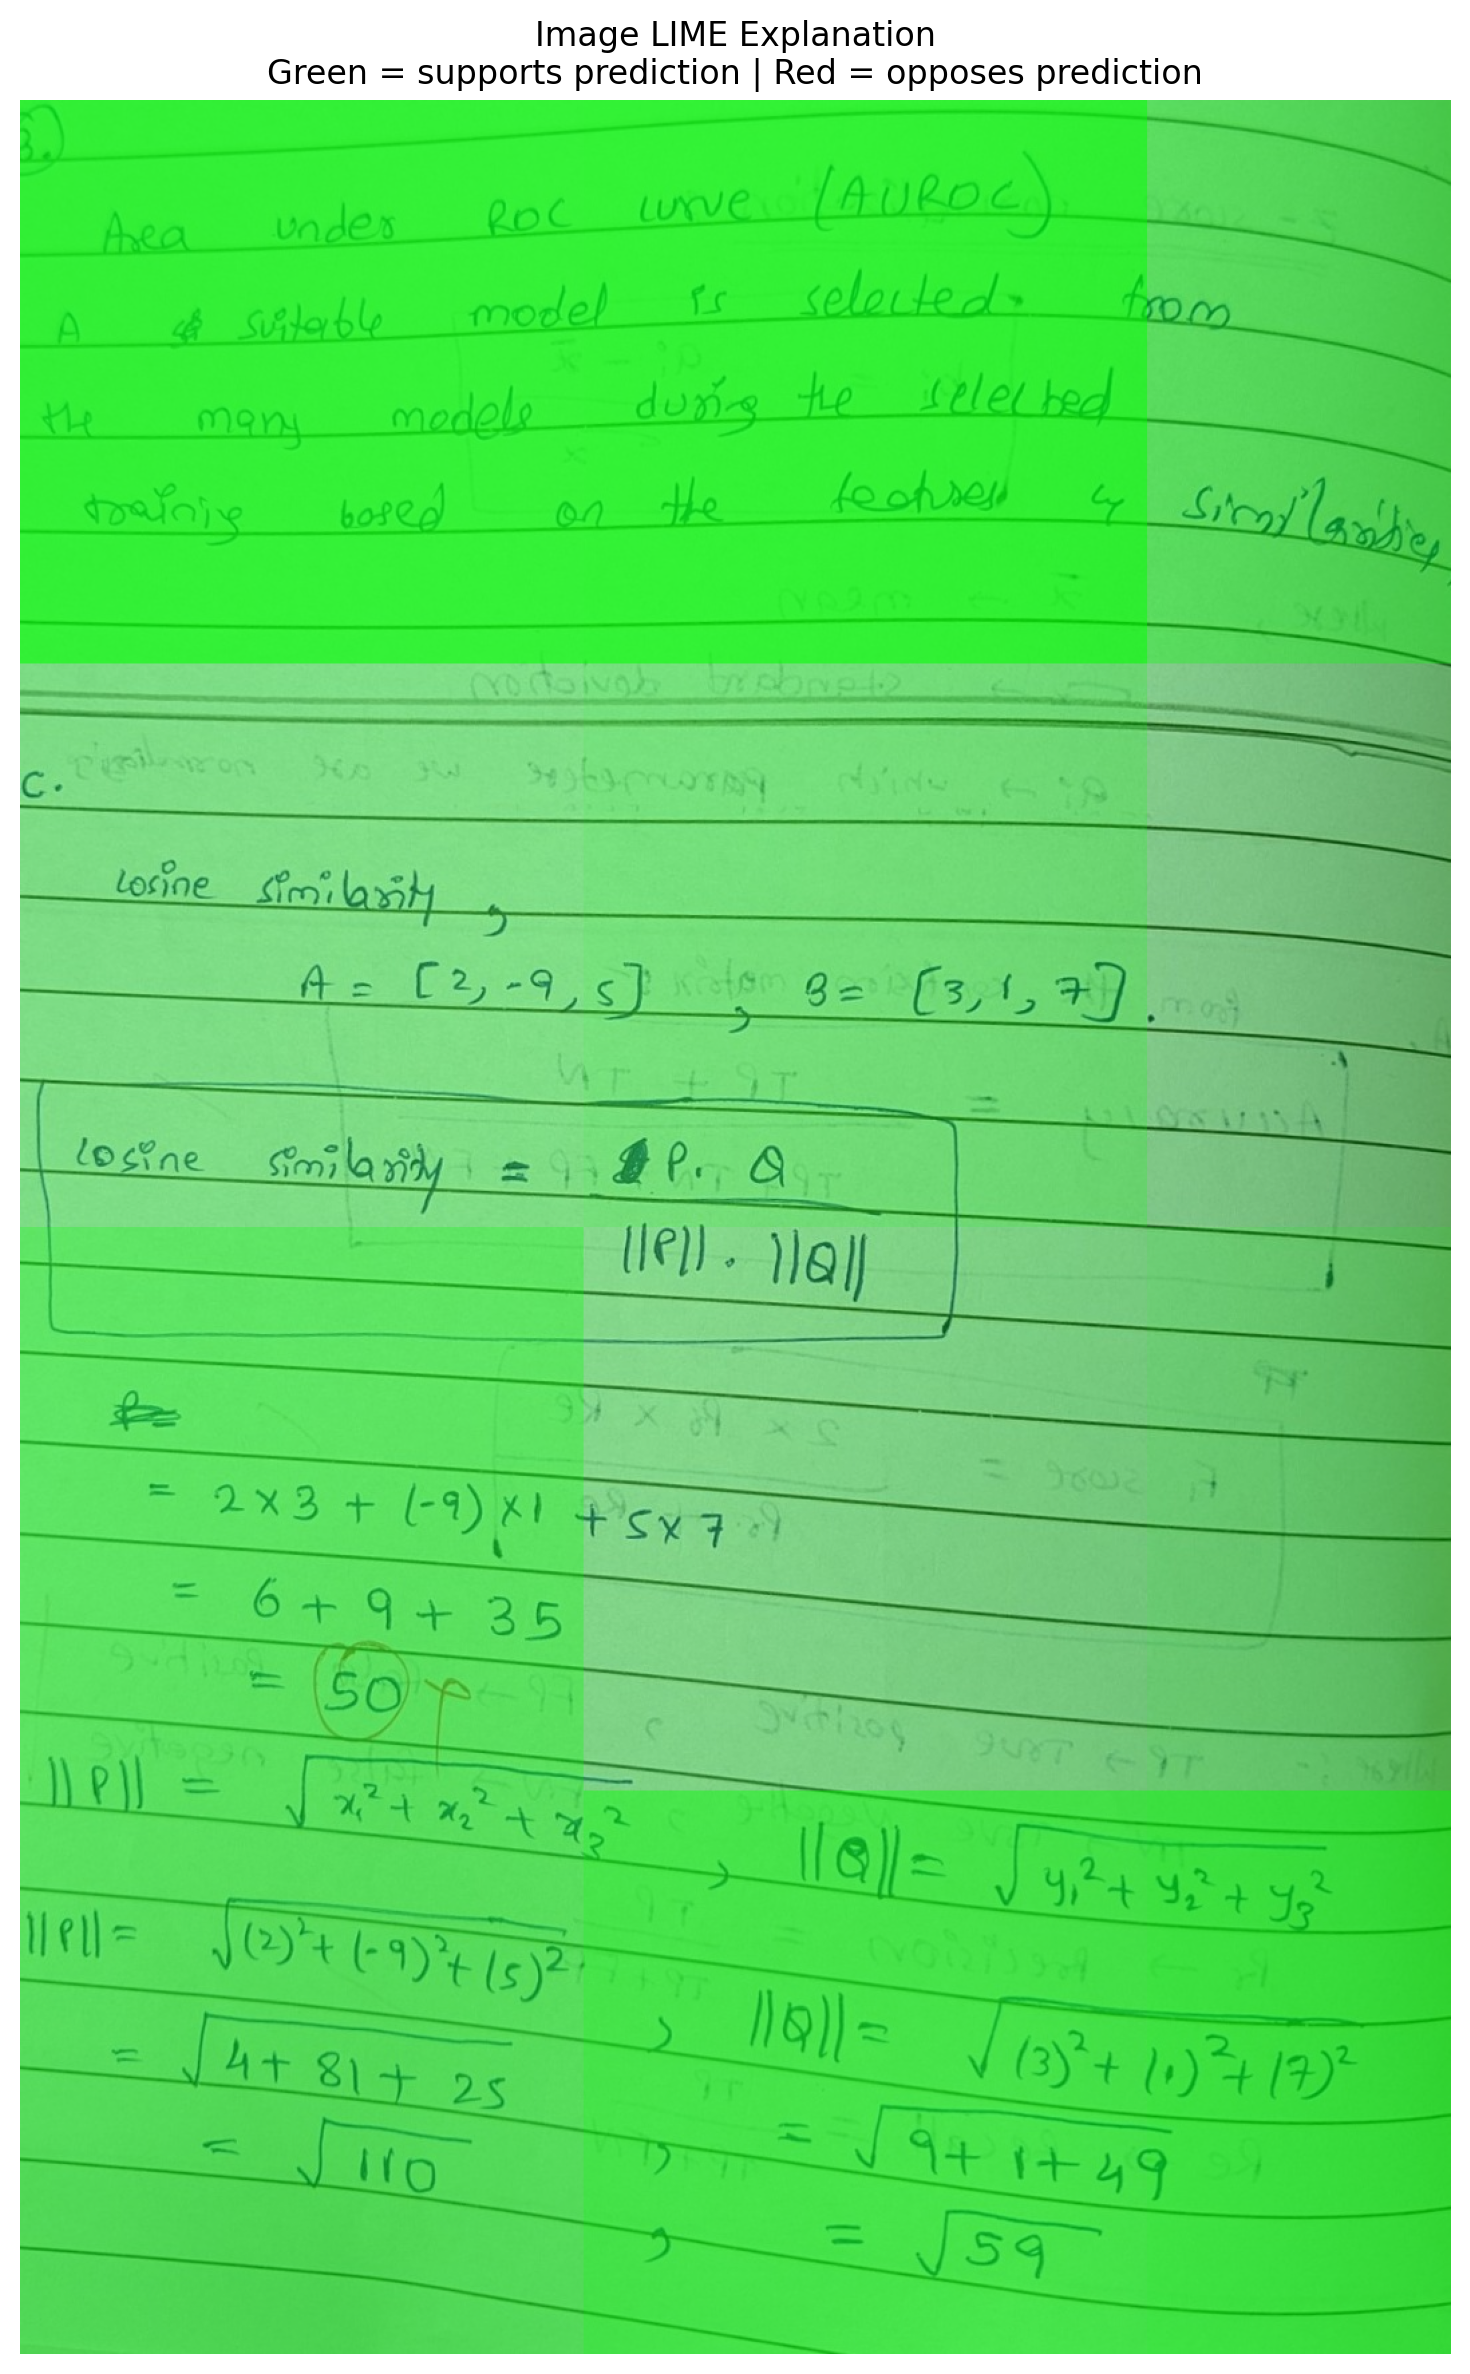 Image LIME Explanation
Green = supports prediction | Red = opposes prediction
3.)
Area under ROC curve (AUROC)
A suitable model is selected from
the many models during the selected
training based on the features & similarities,
C.
cosine similarity,
A = [2, -9, 5] , B = [3, 1, 7].
cosine similarity = P. Q
||P|| . ||Q||
= 2 x 3 + (-9) x 1 + 5 x 7
= 6 + 9 + 35
= 50
||P|| = √x₁² + x₂² + x₃² , ||Q|| = √y₁² + y₂² + y₃²
||P|| = √(2)² + (-9)² + (5)² , ||Q|| = √(3)² + (1)² + (7)²
= √4 + 81 + 25 , = √9 + 1 + 49
= √110 , = √59